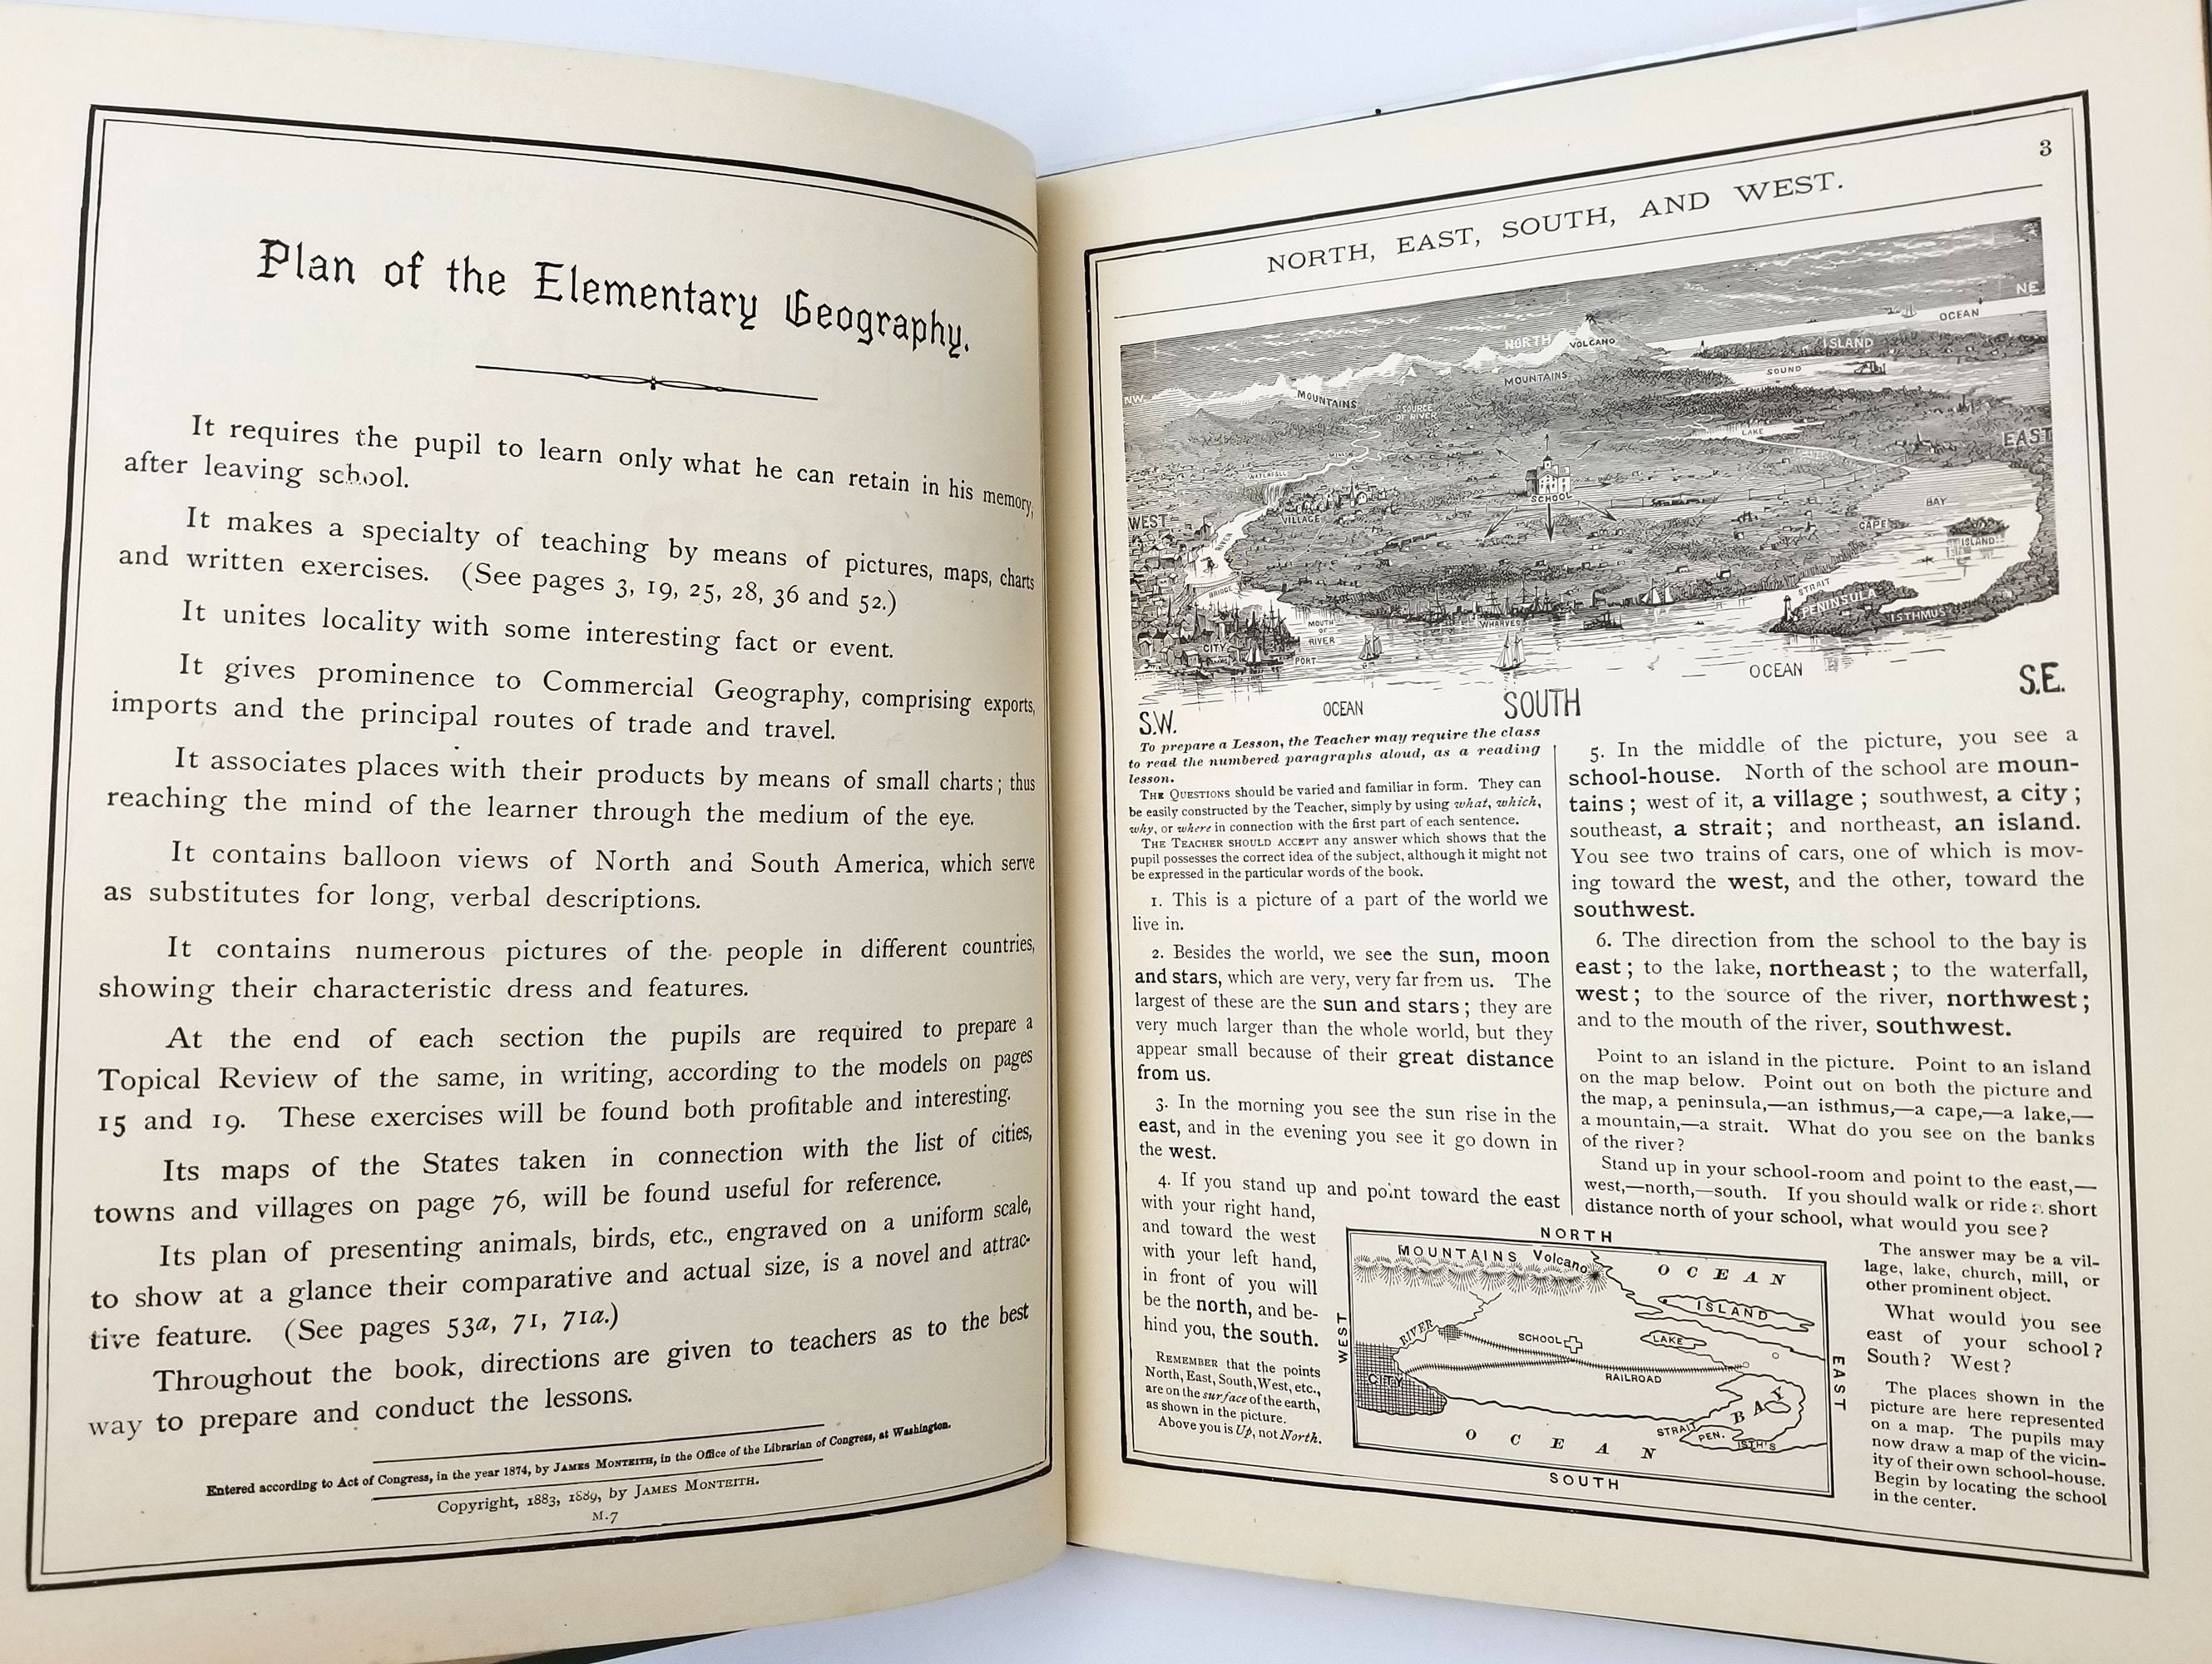 Plan of the Elementary Geography.
It requires the pupil to learn only what he can retain in his memory,
after leaving school.
It makes a specialty of teaching by means of pictures, maps, charts
and written exercises. (See pages 3, 19, 25, 28, 36 and 52.)
It unites locality with some interesting fact or event.
It gives prominence to Commercial Geography, comprising exports,
imports and the principal routes of trade and travel.
It associates places with their products by means of small charts; thus
reaching the mind of the learner through the medium of the eye.
It contains balloon views of North and South America, which serve
as substitutes for long, verbal descriptions.
It contains numerous pictures of the people in different countries,
showing their characteristic dress and features.
At the end of each section the pupils are required to prepare a
Topical Review of the same, in writing, according to the models on pages
15 and 19. These exercises will be found both profitable and interesting.
Its maps of the States taken in connection with the list of cities,
towns and villages on page 76, will be found useful for reference.
Its plan of presenting animals, birds, etc., engraved on a uniform scale,
to show at a glance their comparative and actual size, is a novel and attrac-
tive feature. (See pages 53a, 71, 71a.)
Throughout the book, directions are given to teachers as to the best
way to prepare and conduct the lessons.
Entered according to Act of Congress, in the year 1874, by James Monteith, in the Office of the Librarian of Congress, at Washington.
Copyright, 1883, 1889, by James Monteith.
M.7
3
NORTH, EAST, SOUTH, AND WEST.
NE
OCEAN
NORTH
VOLCANO
ISLAND
SOUND
MOUNTAINS
NW
MOUNTAINS
SOURCE
OF RIVER
LAKE
EAST
MILL
WATERFALL
SCHOOL
BAY
WEST
VILLAGE
CAPE
RIVER
ISLAND
STRAIT
BRIDGE
PENINSULA
ISTHMUS
MOUTH
OF
RIVER
WHARVES
CITY
PORT
OCEAN
S.E.
OCEAN
SOUTH
S.W.
To prepare a Lesson, the Teacher may require the class
to read the numbered paragraphs aloud, as a reading
lesson.
The Questions should be varied and familiar in form. They can
be easily constructed by the Teacher, simply by using what, which,
why, or where in connection with the first part of each sentence.
The Teacher should accept any answer which shows that the
pupil possesses the correct idea of the subject, although it might not
be expressed in the particular words of the book.
1. This is a picture of a part of the world we
live in.
2. Besides the world, we see the sun, moon
and stars, which are very, very far from us. The
largest of these are the sun and stars; they are
very much larger than the whole world, but they
appear small because of their great distance
from us.
3. In the morning you see the sun rise in the
east, and in the evening you see it go down in
the west.
4. If you stand up and point toward the east
with your right hand,
and toward the west
with your left hand,
in front of you will
be the north, and be-
hind you, the south.
Remember that the points
North, East, South, West, etc.,
are on the surface of the earth,
as shown in the picture.
Above you is Up, not North.
5. In the middle of the picture, you see a
school-house. North of the school are moun-
tains; west of it, a village; southwest, a city;
southeast, a strait; and northeast, an island.
You see two trains of cars, one of which is mov-
ing toward the west, and the other, toward the
southwest.
6. The direction from the school to the bay is
east; to the lake, northeast; to the waterfall,
west; to the source of the river, northwest;
and to the mouth of the river, southwest.
Point to an island in the picture. Point to an island
on the map below. Point out on both the picture and
the map, a peninsula,—an isthmus,—a cape,—a lake,—
a mountain,—a strait. What do you see on the banks
of the river?
Stand up in your school-room and point to the east,—
west,—north,—south. If you should walk or ride a short
distance north of your school, what would you see?
The answer may be a vil-
lage, lake, church, mill, or
other prominent object.
What would you see
east of your school?
South? West?
The places shown in the
picture are here represented
on a map. The pupils may
now draw a map of the vicin-
ity of their own school-house.
Begin by locating the school
in the center.
NORTH
MOUNTAINS Volcano
OCEAN
ISLAND
RIVER
SCHOOL
LAKE
WEST
EAST
CITY
RAILROAD
BAY
STRAIT
PEN.
ISTH'S
OCEAN
SOUTH